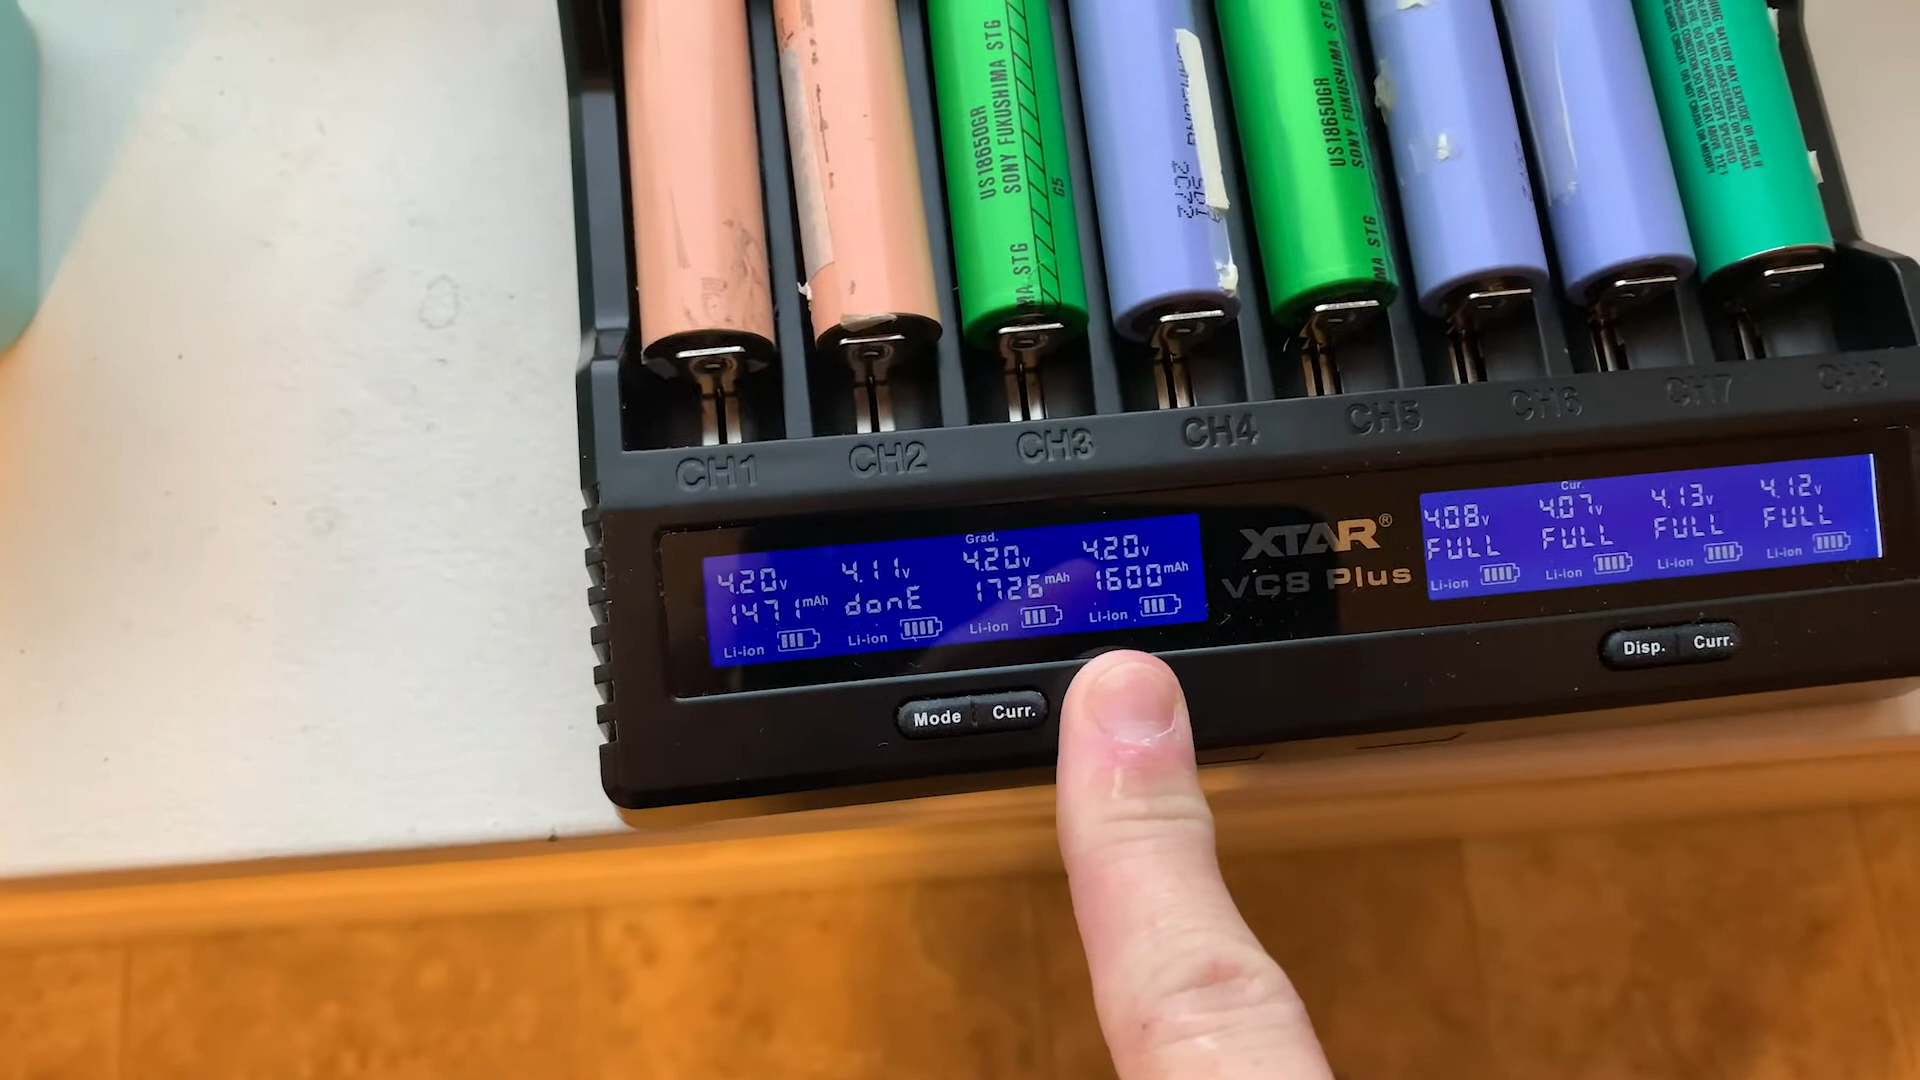 US18650GR
SONY FUKUSHIMA STG
G5
MA STG
US18650GR
SONY FUKUSHIMA STG
MA STG
CH1
CH2
CH3
CH4
CH5
CH6
CH7
CH8
4.20v
1471mAh
Li-ion
4.11v
donE
Li-ion
Grad.
4.20v
1726mAh
Li-ion
4.20v
1600mAh
Li-ion
XTAR®
VC8 Plus
4.08v
FULL
Li-ion
Cur.
4.07v
FULL
Li-ion
4.13v
FULL
Li-ion
4.12v
FULL
Li-ion
Mode
Curr.
Disp.
Curr.